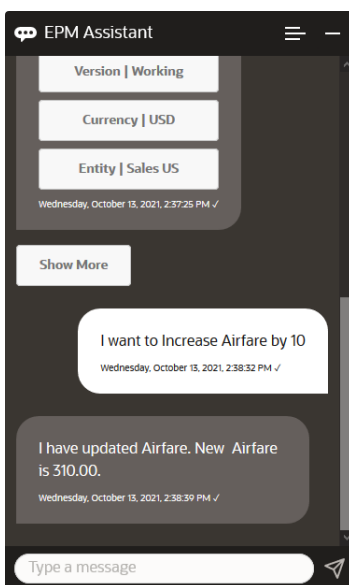 EPM Assistant
Version | Working
Currency | USD
Entity | Sales US
Wednesday, October 13, 2021, 2:37:25 PM ✓
Show More
I want to Increase Airfare by 10
Wednesday, October 13, 2021, 2:38:32 PM ✓
I have updated Airfare. New Airfare
is 310.00.
Wednesday, October 13, 2021, 2:38:39 PM ✓
Type a message